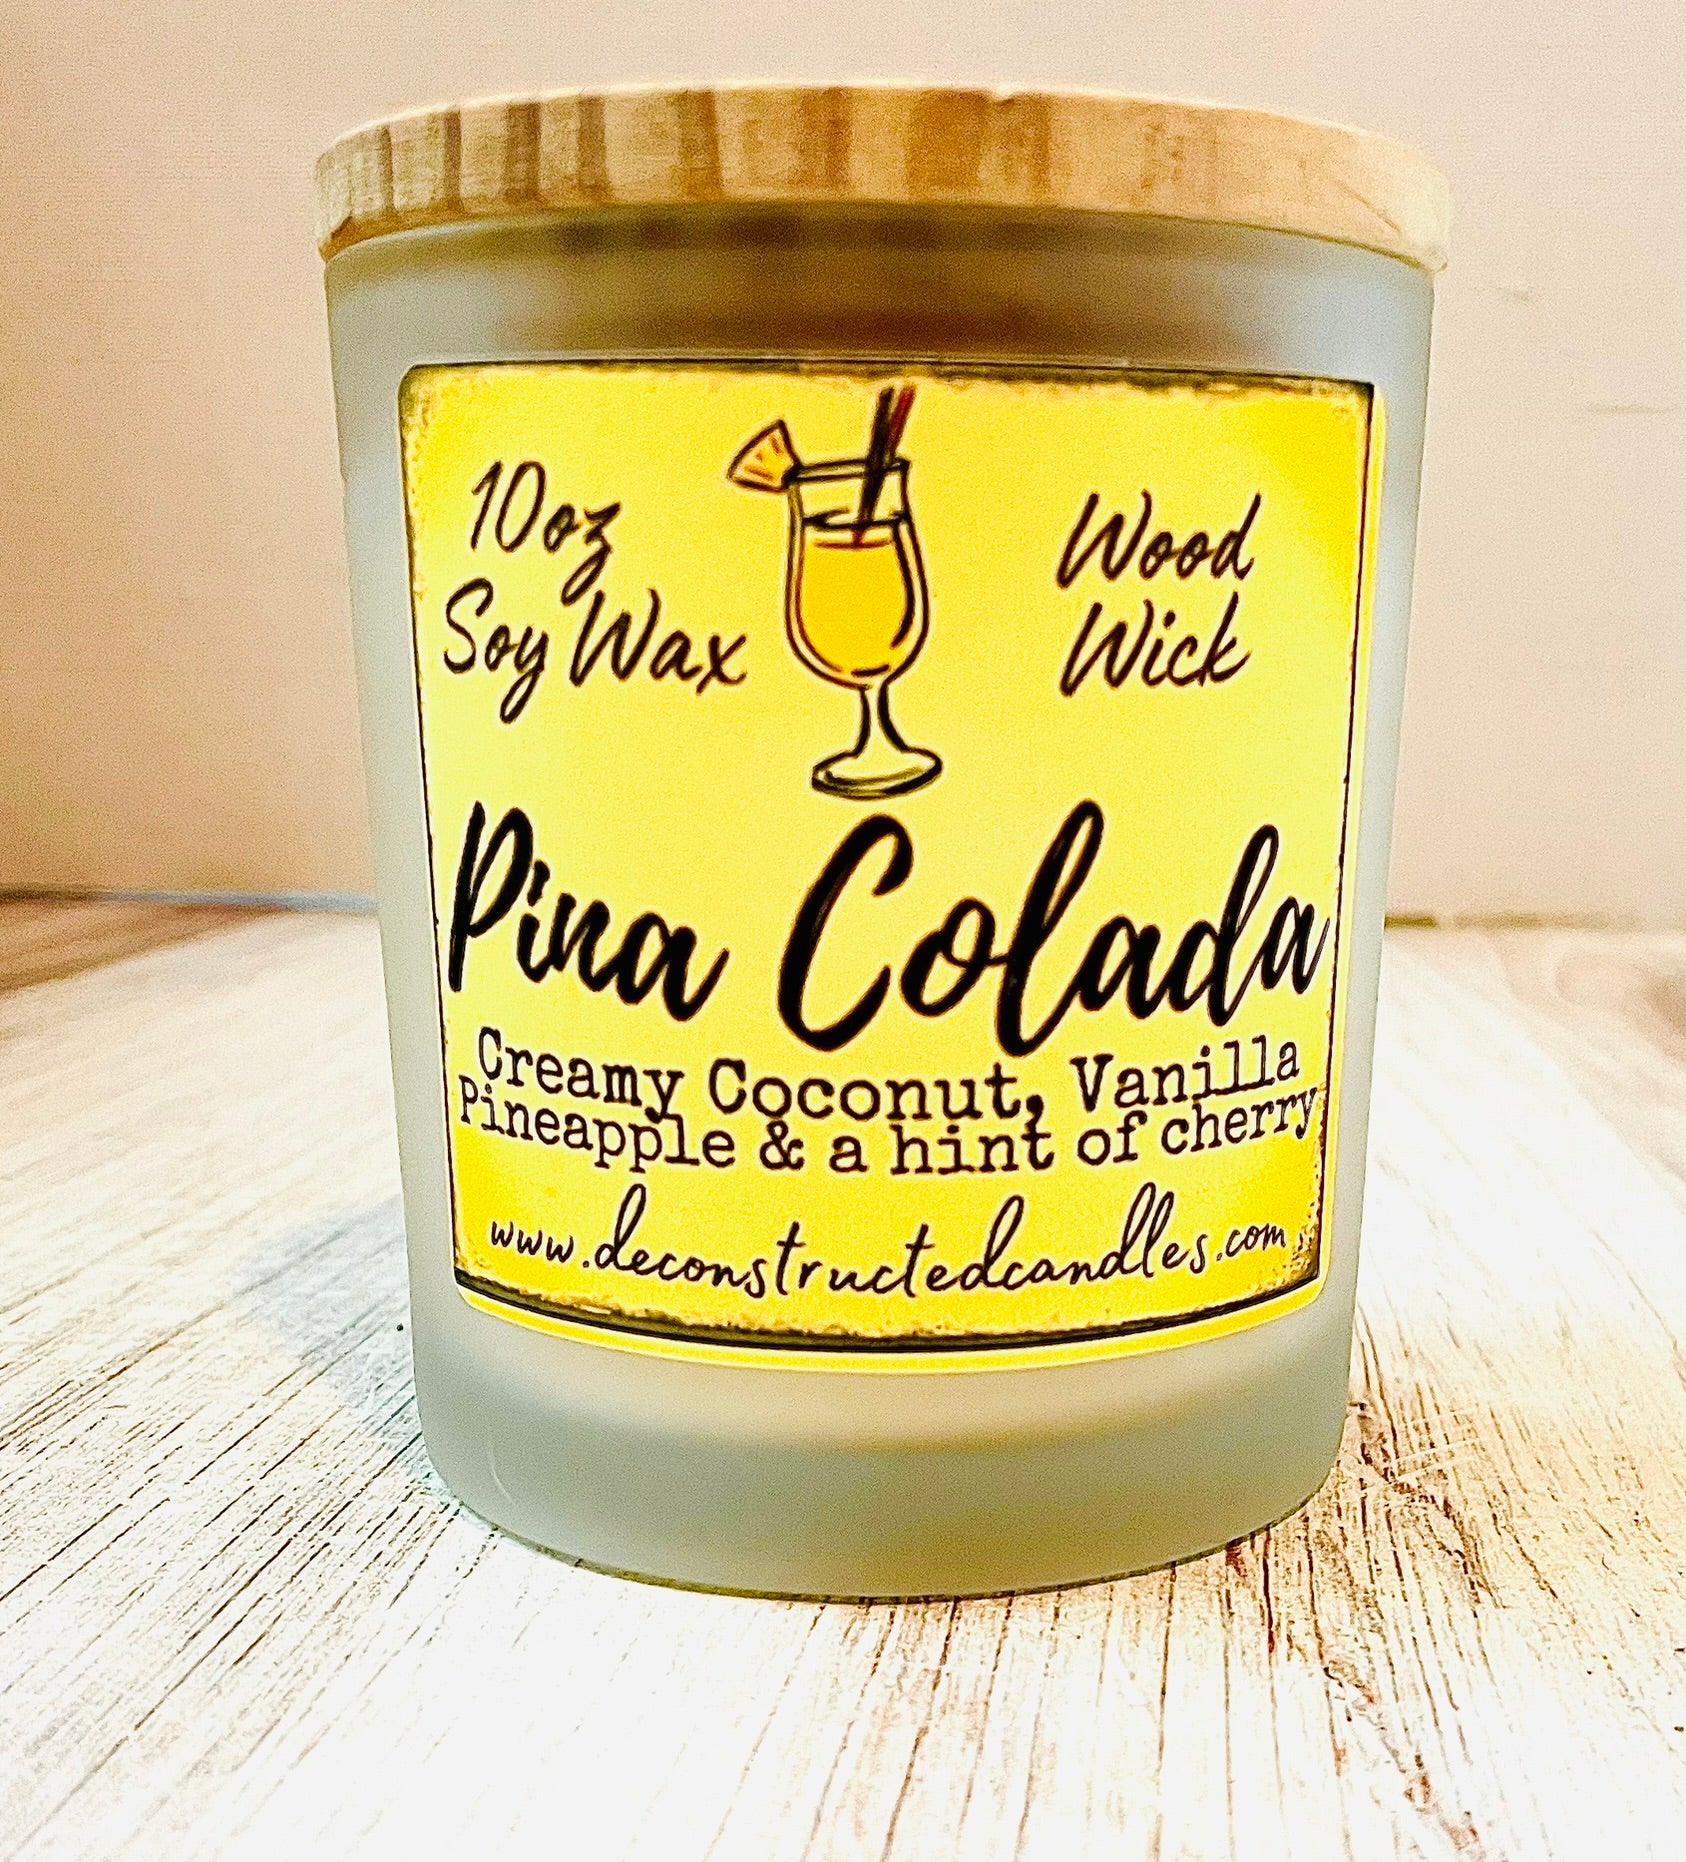 10oz
Soy Wax
Wood
Wick
Pina Colada
Creamy Coconut, Vanilla
Pineapple & a hint of cherry
www.deconstructedcandles.com